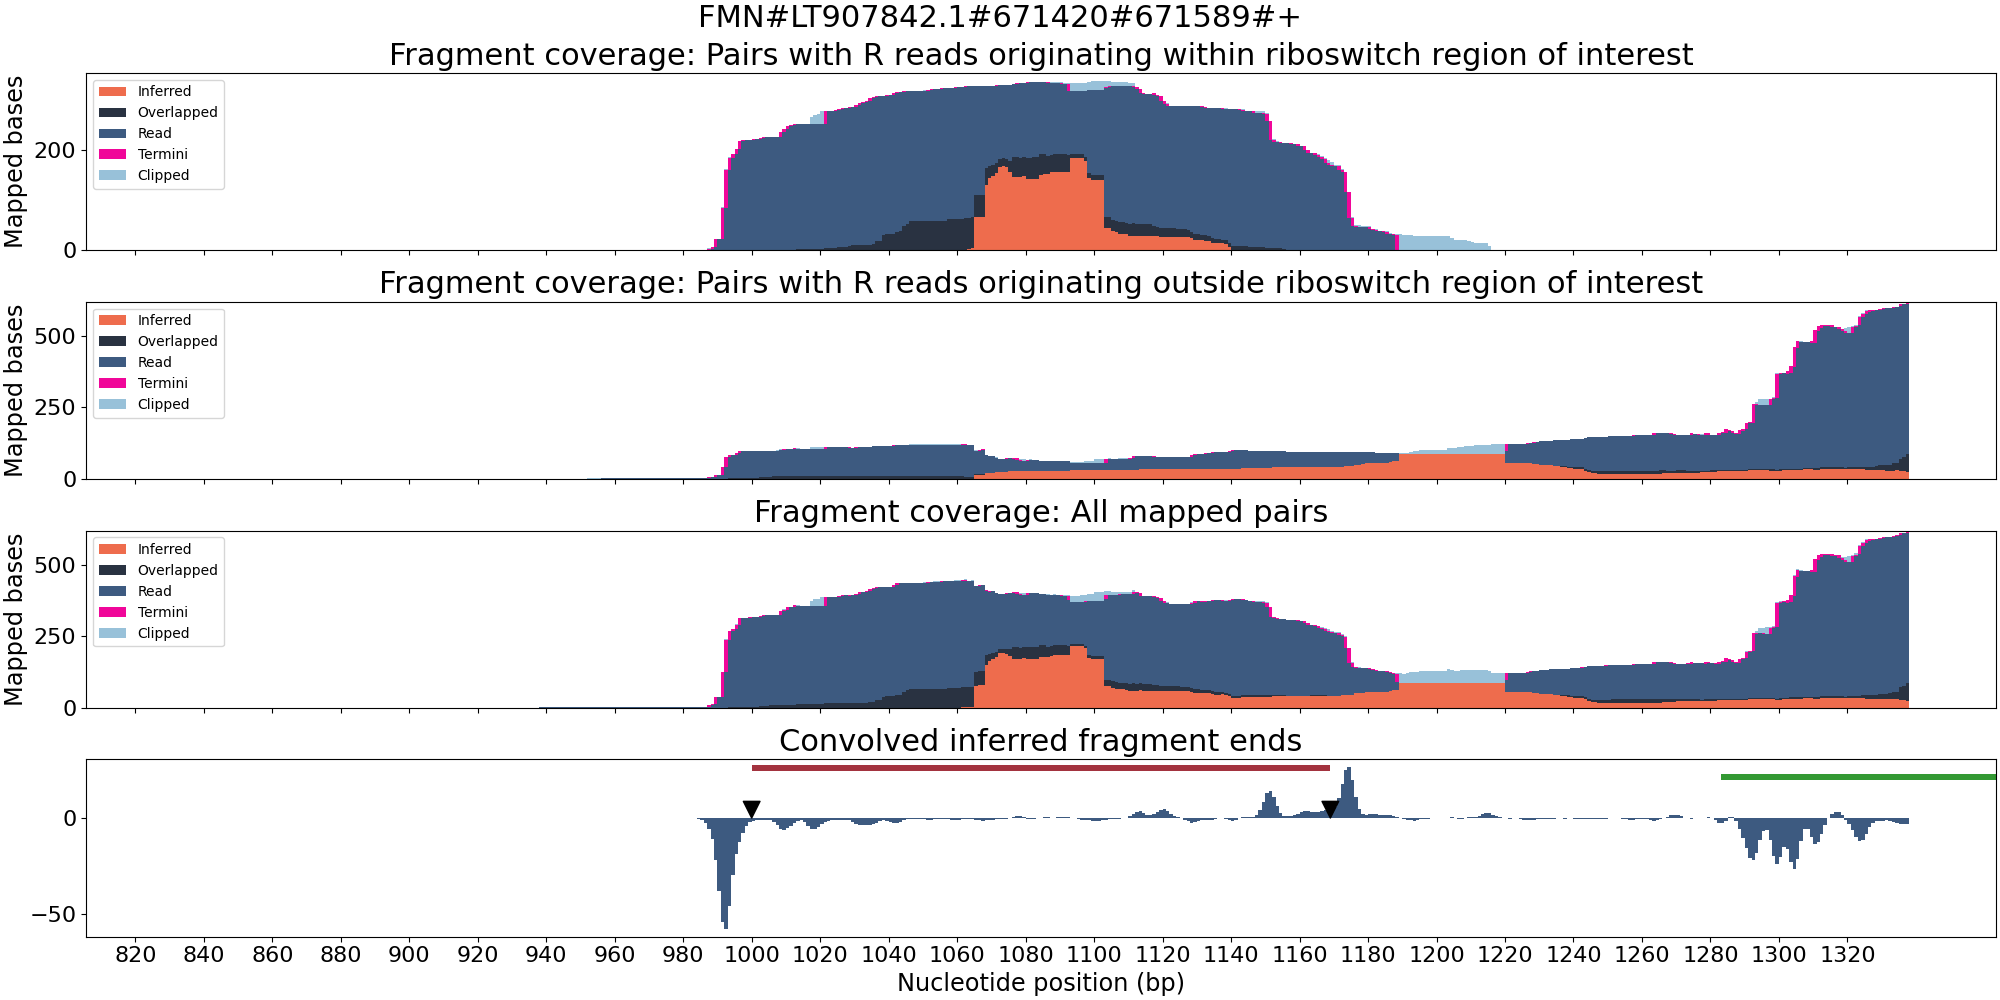 FMN#LT907842.1#671420#671589#+
Fragment coverage: Pairs with R reads originating within riboswitch region of interest
Mapped bases
200
0
Inferred
Overlapped
Read
Termini
Clipped
Fragment coverage: Pairs with R reads originating outside riboswitch region of interest
Mapped bases
500
250
0
Inferred
Overlapped
Read
Termini
Clipped
Fragment coverage: All mapped pairs
Mapped bases
500
250
0
Inferred
Overlapped
Read
Termini
Clipped
Convolved inferred fragment ends
0
−50
820 840 860 880 900 920 940 960 980 1000 1020 1040 1060 1080 1100 1120 1140 1160 1180 1200 1220 1240 1260 1280 1300 1320
Nucleotide position (bp)